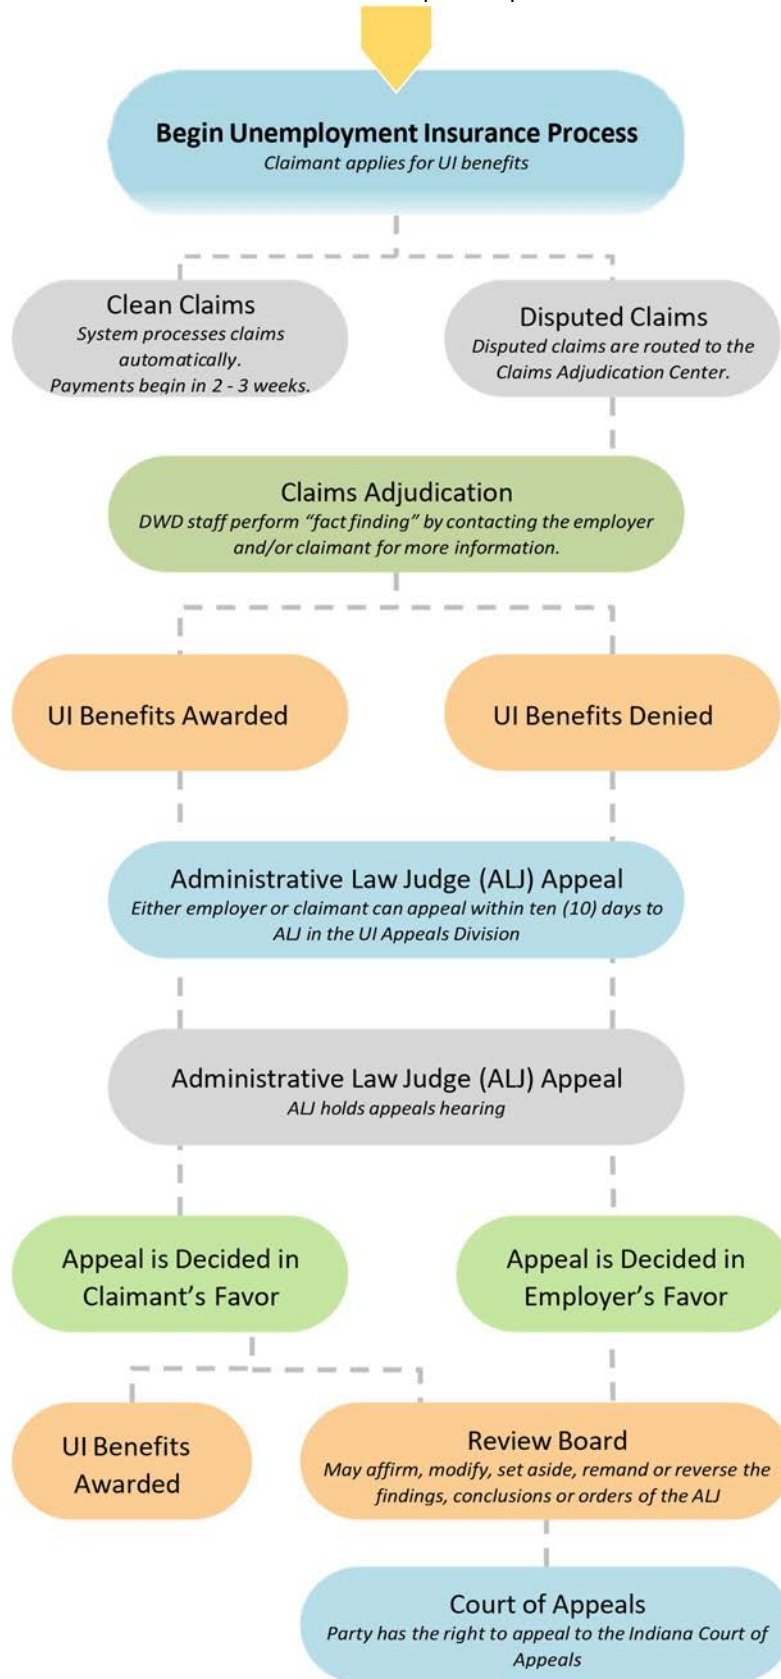 Begin Unemployment Insurance Process
Claimant applies for UI benefits
Clean Claims
System processes claims
automatically.
Payments begin in 2 - 3 weeks.
Disputed Claims
Disputed claims are routed to the
Claims Adjudication Center.
Claims Adjudication
DWD staff perform “fact finding” by contacting the employer
and/or claimant for more information.
UI Benefits Awarded
UI Benefits Denied
Administrative Law Judge (ALJ) Appeal
Either employer or claimant can appeal within ten (10) days to
ALJ in the UI Appeals Division
Administrative Law Judge (ALJ) Appeal
ALJ holds appeals hearing
Appeal is Decided in
Claimant’s Favor
Appeal is Decided in
Employer’s Favor
UI Benefits
Awarded
Review Board
May affirm, modify, set aside, remand or reverse the
findings, conclusions or orders of the ALJ
Court of Appeals
Party has the right to appeal to the Indiana Court of
Appeals